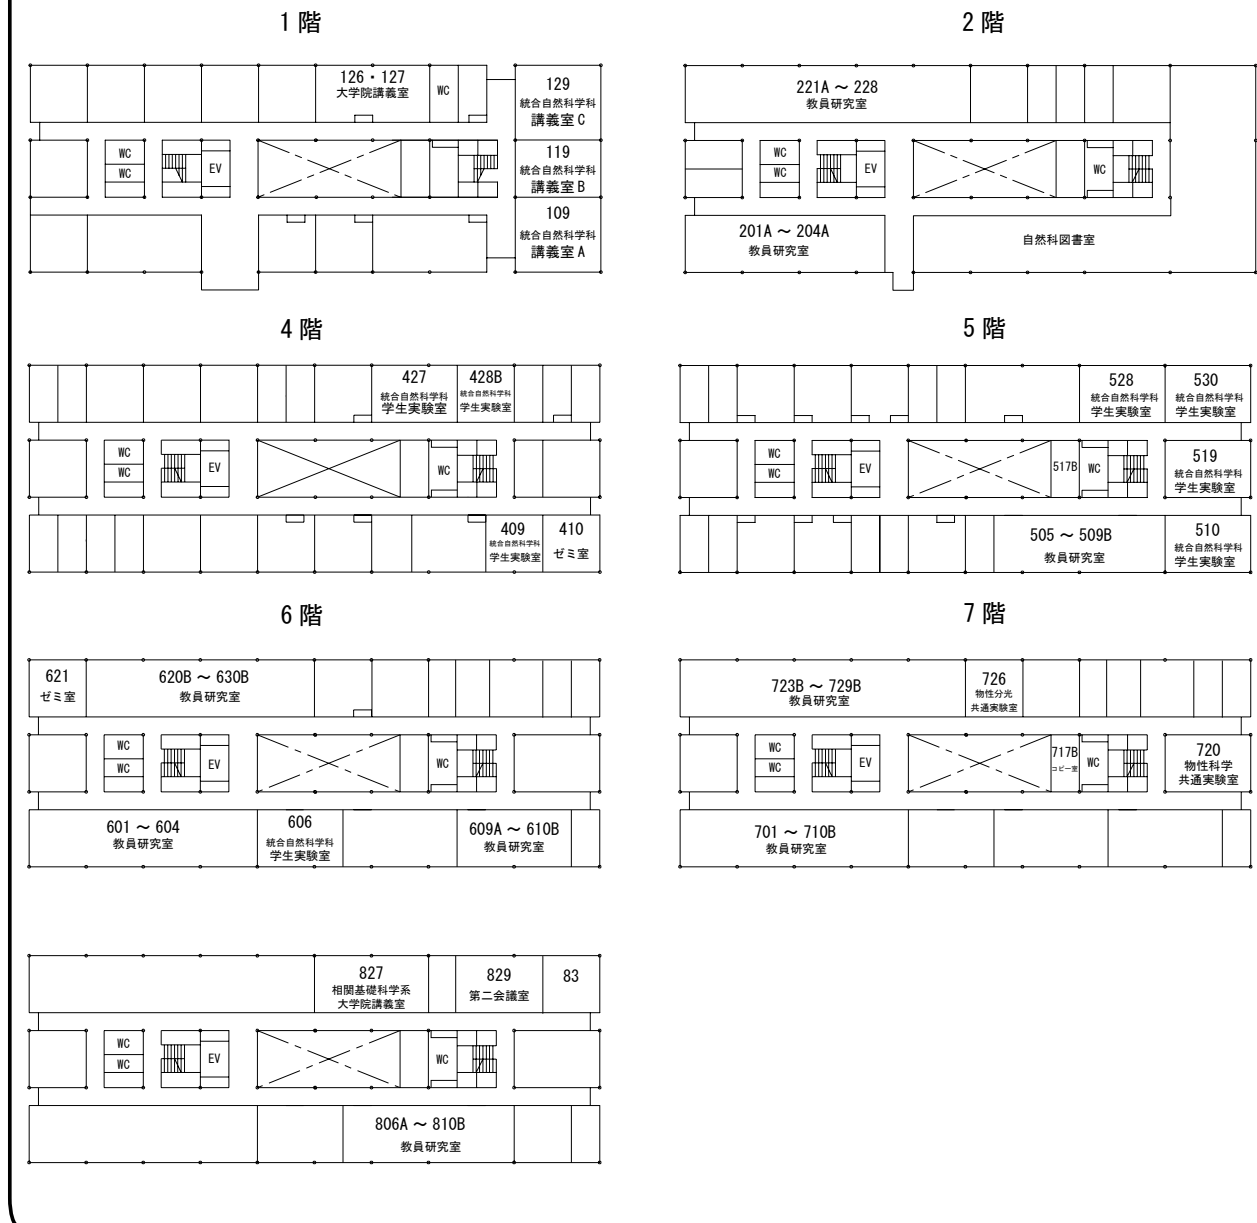 1 階
126・127
大学院講義室
WC
129
統合自然科学科
講義室 C
WC
WC
EV
119
統合自然科学科
講義室 B
109
統合自然科学科
講義室 A
2 階
221A ～ 228
教員研究室
WC
WC
EV
WC
201A ～ 204A
教員研究室
自然科図書室
4 階
427
統合自然科学科
学生実験室
428B
統合自然科学科
学生実験室
WC
WC
EV
WC
409
統合自然科学科
学生実験室
410
ゼミ室
5 階
528
統合自然科学科
学生実験室
530
統合自然科学科
学生実験室
WC
WC
EV
517B
WC
519
統合自然科学科
学生実験室
505 ～ 509B
教員研究室
510
統合自然科学科
学生実験室
6 階
621
ゼミ室
620B ～ 630B
教員研究室
WC
WC
EV
WC
601 ～ 604
教員研究室
606
統合自然科学科
学生実験室
609A ～ 610B
教員研究室
7 階
723B ～ 729B
教員研究室
726
物性分光
共通実験室
WC
WC
EV
717B
コピー室
WC
720
物性科学
共通実験室
701 ～ 710B
教員研究室
827
相関基礎科学系
大学院講義室
829
第二会議室
83
WC
WC
EV
WC
806A ～ 810B
教員研究室